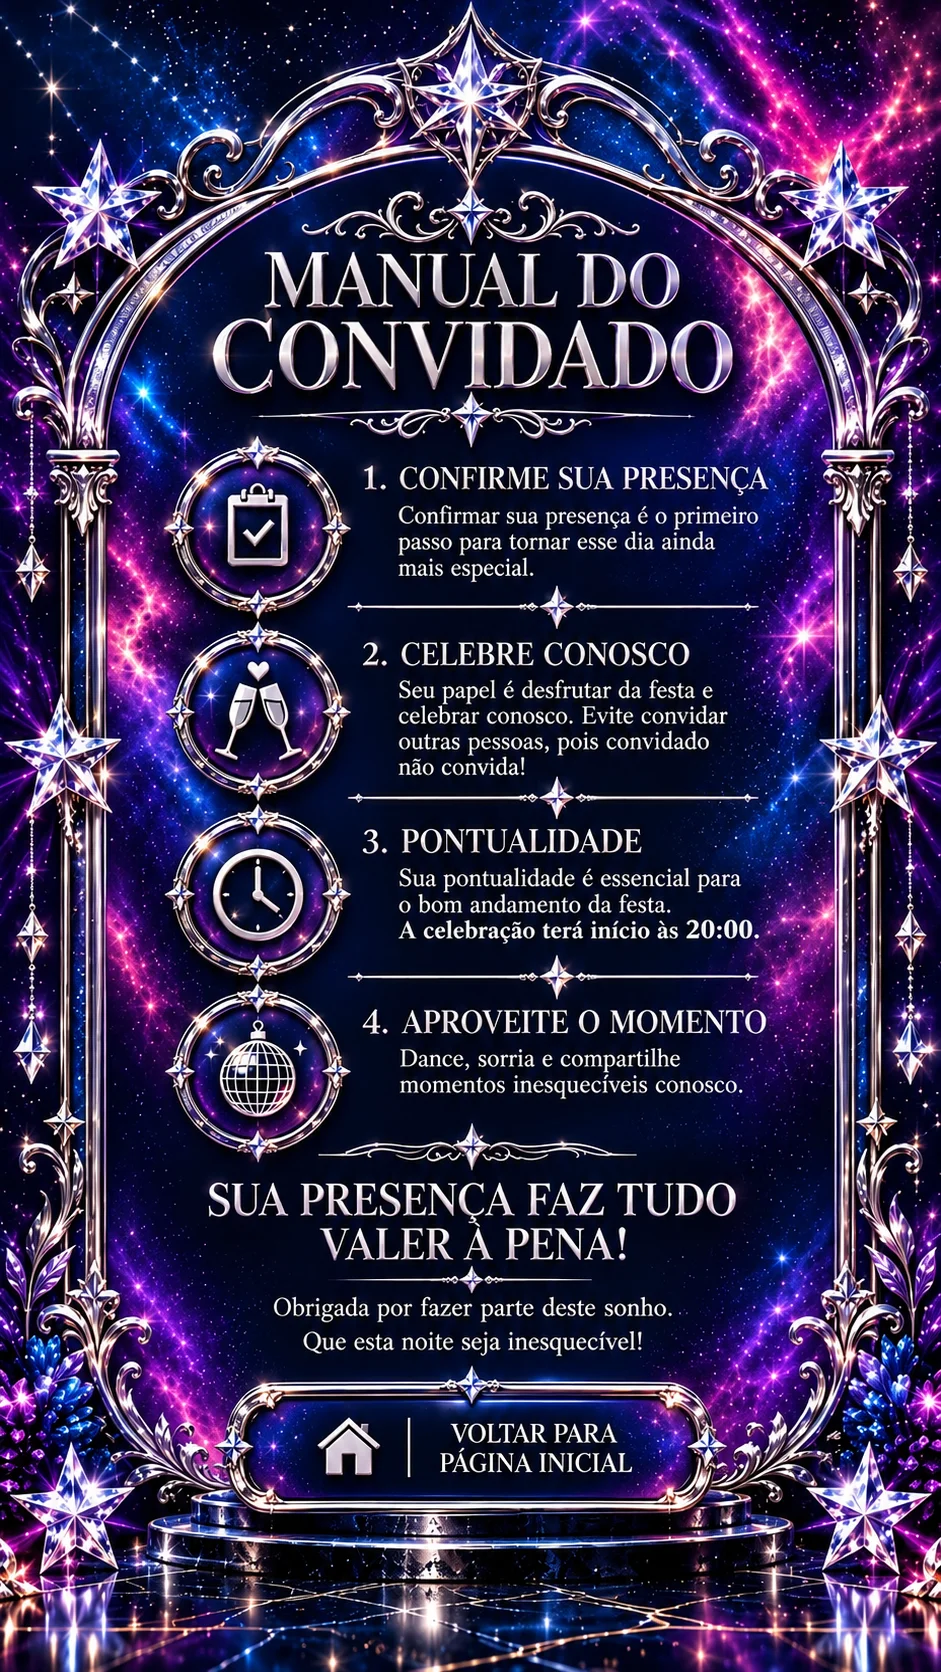 MANUAL DO
CONVIDADO
1. CONFIRME SUA PRESENÇA
Confirmar sua presença é o primeiro
passo para tornar esse dia ainda
mais especial.
2. CELEBRE CONOSCO
Seu papel é desfrutar da festa e
celebrar conosco. Evite convidar
outras pessoas, pois convidado
não convida!
3. PONTUALIDADE
Sua pontualidade é essencial para
o bom andamento da festa.
A celebração terá início às 20:00.
4. APROVEITE O MOMENTO
Dance, sorria e compartilhe
momentos inesquecíveis conosco.
SUA PRESENÇA FAZ TUDO
VALER À PENA!
Obrigada por fazer parte deste sonho.
Que esta noite seja inesquecível!
VOLTAR PARA
PÁGINA INICIAL